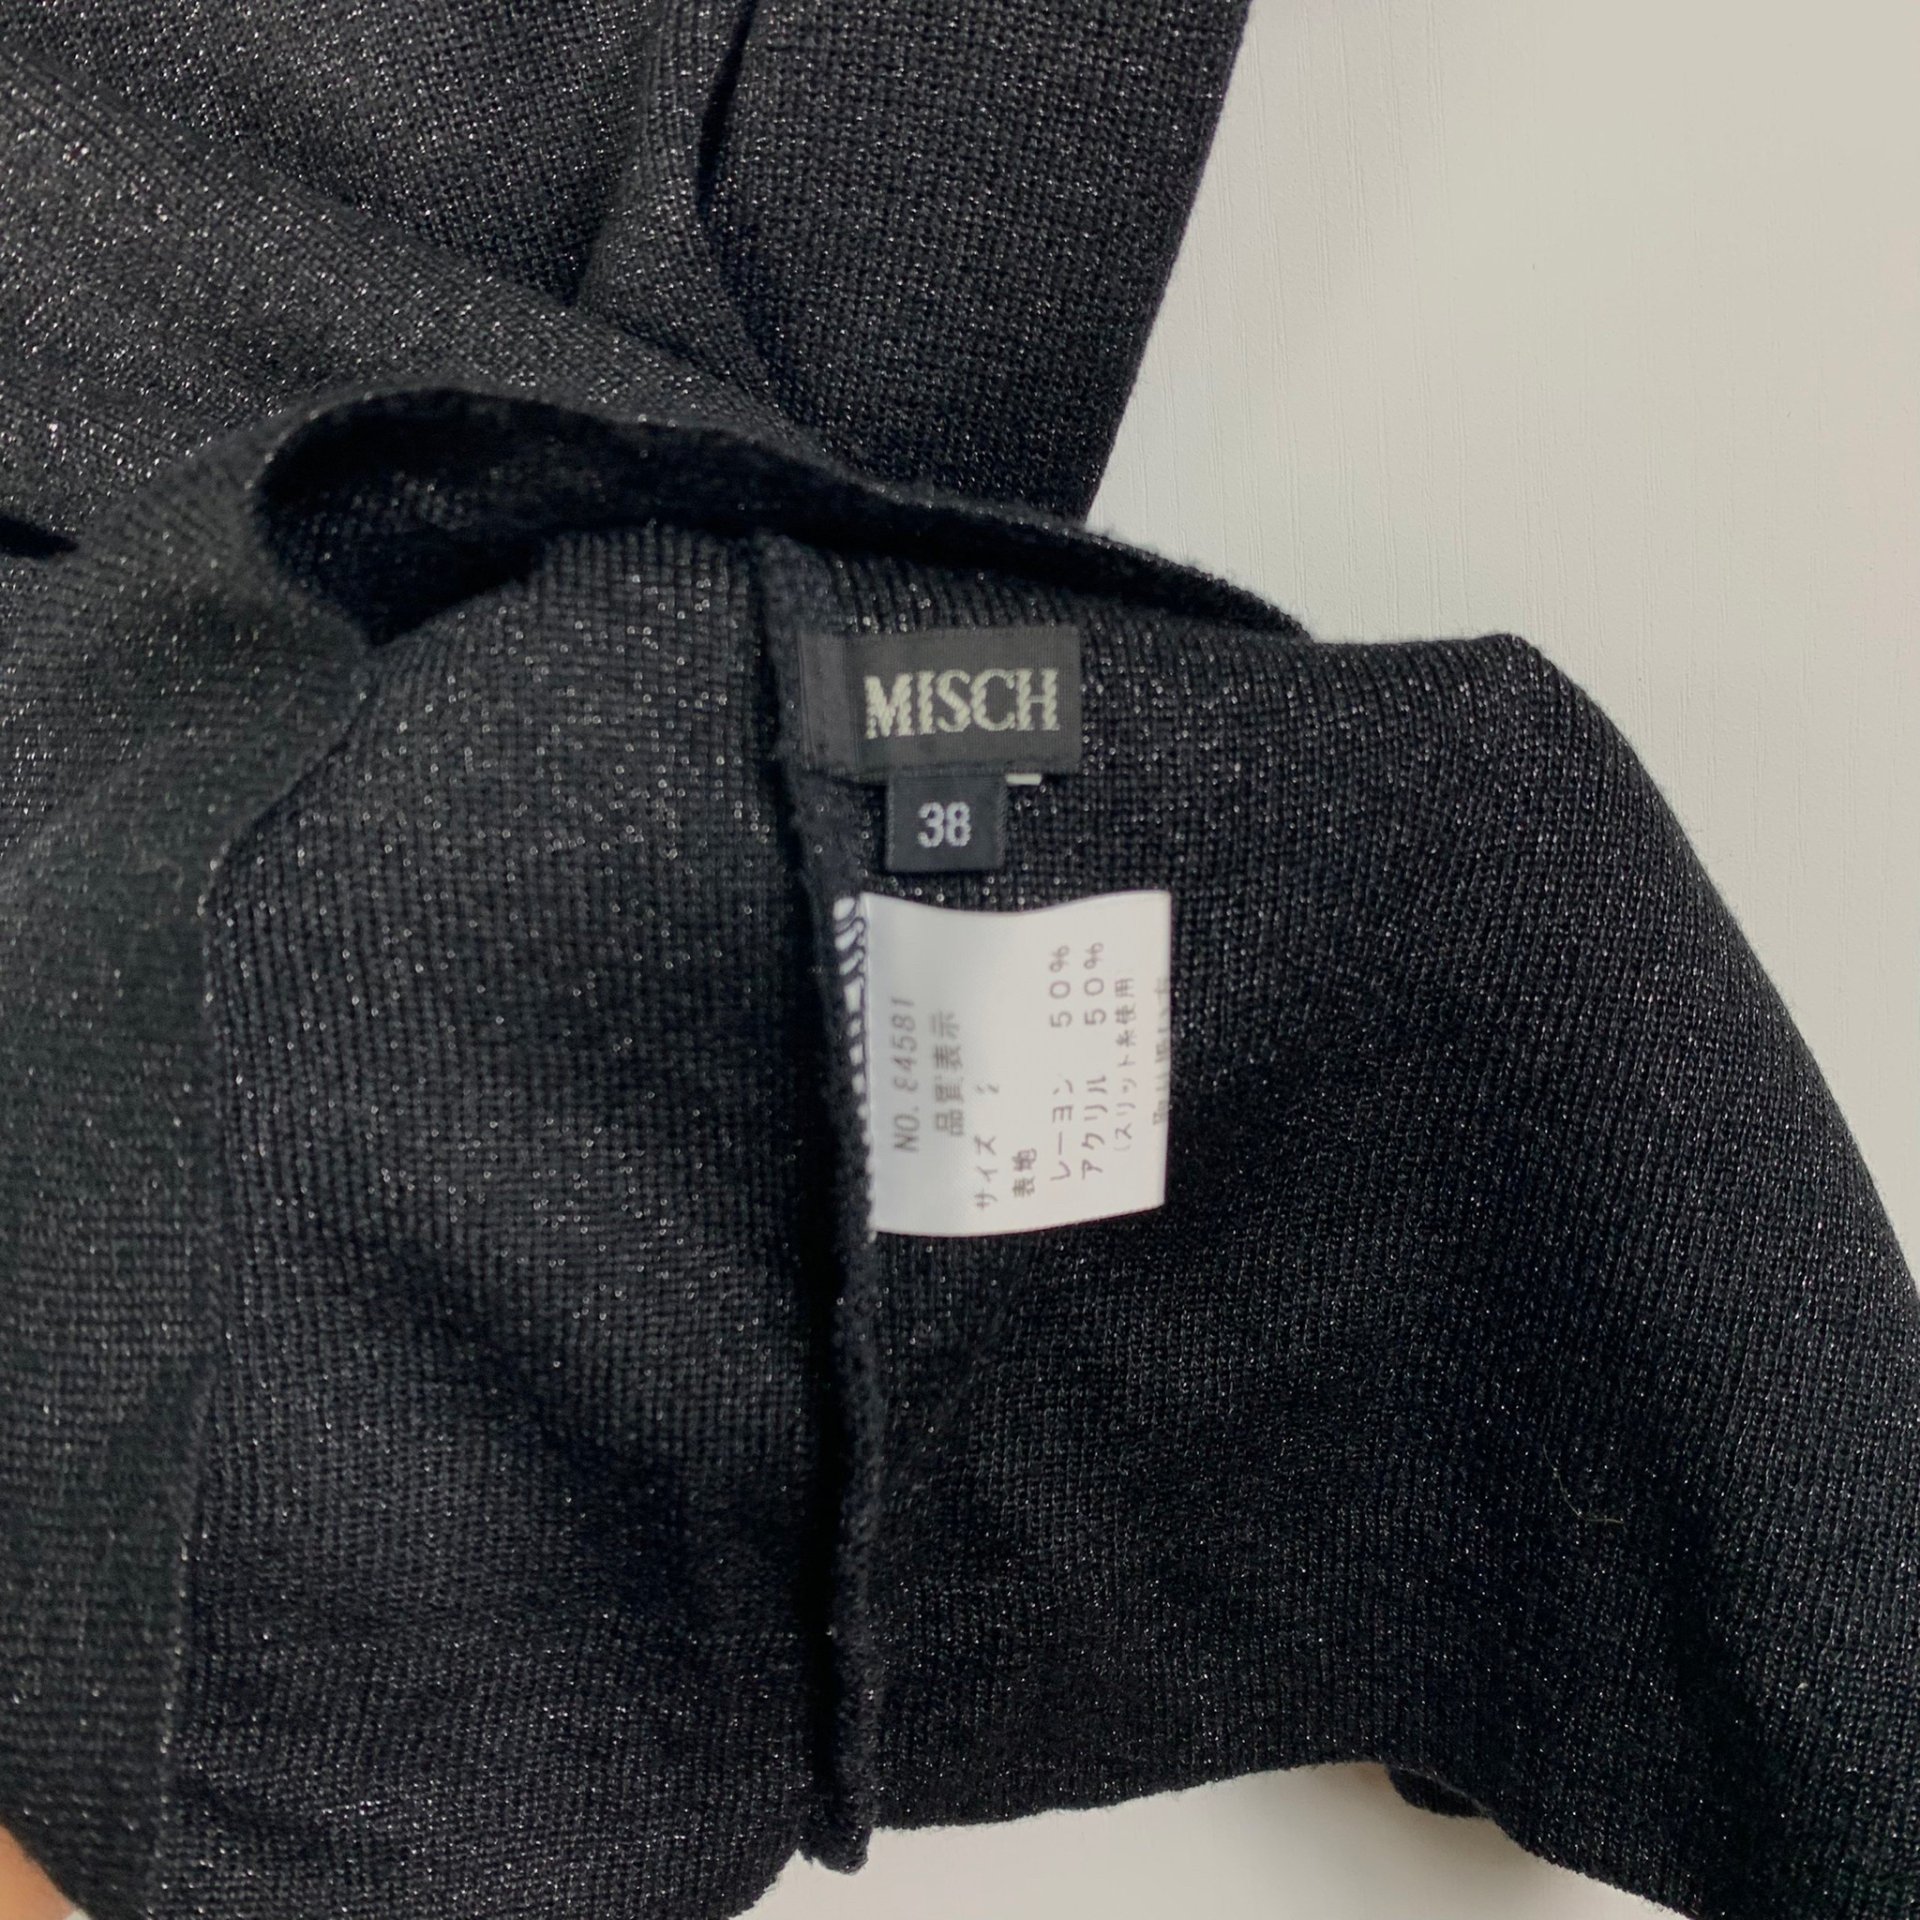 MISCH
38
NO. E4581
品質表示
サイズ 2
表地
レーヨン 50%
アクリル 50%
(スリット糸使用